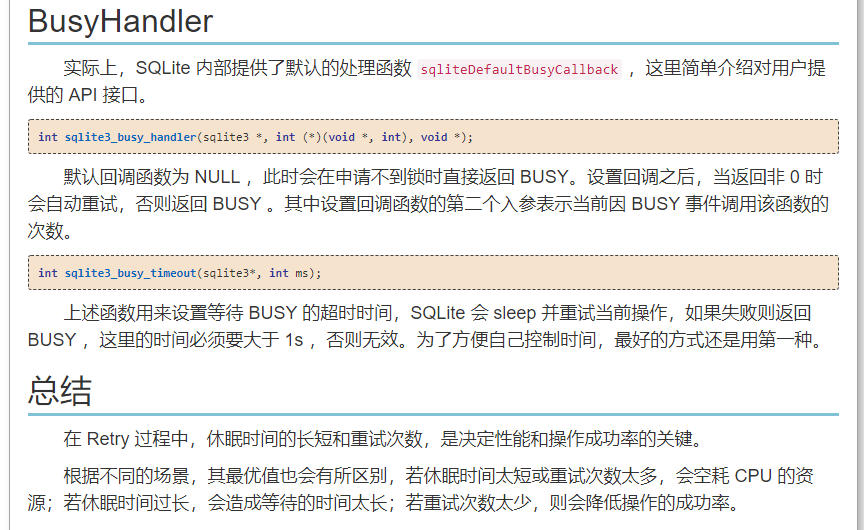 BusyHandler
实际上，SQLite 内部提供了默认的处理函数 sqliteDefaultBusyCallback ，这里简单介绍对用户提
供的 API 接口。
int sqlite3_busy_handler(sqlite3 *, int (*)(void *, int), void *);
默认回调函数为 NULL ，此时会在申请不到锁时直接返回 BUSY。设置回调之后，当返回非 0 时
会自动重试，否则返回 BUSY 。其中设置回调函数的第二个入参表示当前因 BUSY 事件调用该函数的
次数。
int sqlite3_busy_timeout(sqlite3*, int ms);
上述函数用来设置等待 BUSY 的超时时间，SQLite 会 sleep 并重试当前操作，如果失败则返回
BUSY ，这里的时间必须要大于 1s ，否则无效。为了方便自己控制时间，最好的方式还是用第一种。
总结
在 Retry 过程中，休眠时间的长短和重试次数，是决定性能和操作成功率的关键。
根据不同的场景，其最优值也会有所区别，若休眠时间太短或重试次数太多，会空耗 CPU 的资
源；若休眠时间过长，会造成等待的时间太长；若重试次数太少，则会降低操作的成功率。